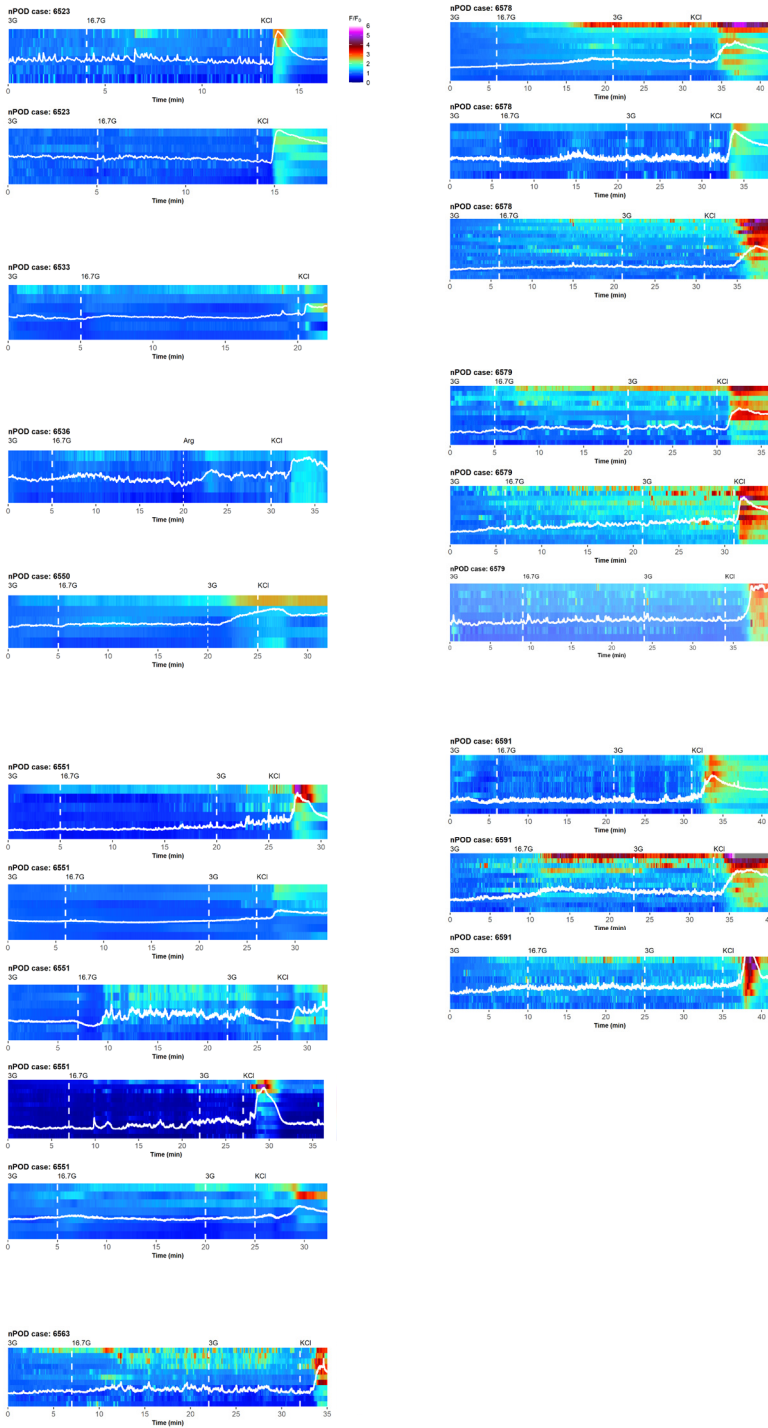 nPOD case: 6523
3G 16.7G KCl
F/F0
6
5
4
3
2
1
0
0 5 10 15
Time (min)
nPOD case: 6523
3G 16.7G KCl
0 5 10 15
Time (min)
nPOD case: 6533
3G 16.7G KCl
0 5 10 15 20
Time (min)
nPOD case: 6536
3G 16.7G Arg KCl
0 5 10 15 20 25 30 35
Time (min)
nPOD case: 6550
3G 16.7G 3G KCl
0 5 10 15 20 25 30
Time (min)
nPOD case: 6551
3G 16.7G 3G KCl
0 5 10 15 20 25 30
Time (min)
nPOD case: 6551
3G 16.7G 3G KCl
0 5 10 15 20 25 30
Time (min)
nPOD case: 6551
3G 16.7G 3G KCl
0 5 10 15 20 25 30
Time (min)
nPOD case: 6551
3G 16.7G 3G KCl
0 5 10 15 20 25 30 35
Time (min)
nPOD case: 6551
3G 16.7G 3G KCl
0 5 10 15 20 25 30
Time (min)
nPOD case: 6563
3G 16.7G 3G KCl
0 5 10 15 20 25 30 35
Time (min)
nPOD case: 6578
3G 16.7G 3G KCl
0 5 10 15 20 25 30 35 40
Time (min)
nPOD case: 6578
3G 16.7G 3G KCl
0 5 10 15 20 25 30 35
Time (min)
nPOD case: 6578
3G 16.7G 3G KCl
0 5 10 15 20 25 30 35
Time (min)
nPOD case: 6579
3G 16.7G 3G KCl
0 5 10 15 20 25 30 35
Time (min)
nPOD case: 6579
3G 16.7G 3G KCl
0 5 10 15 20 25 30 35
Time (min)
nPOD case: 6579
3G 16.7G 3G KCl
0 5 10 15 20 25 30 35
Time (min)
nPOD case: 6591
3G 16.7G 3G KCl
0 5 10 15 20 25 30 35 40
Time (min)
nPOD case: 6591
3G 16.7G 3G KCl
0 5 10 15 20 25 30 35 40
Time (min)
nPOD case: 6591
3G 16.7G 3G KCl
0 5 10 15 20 25 30 35 40
Time (min)